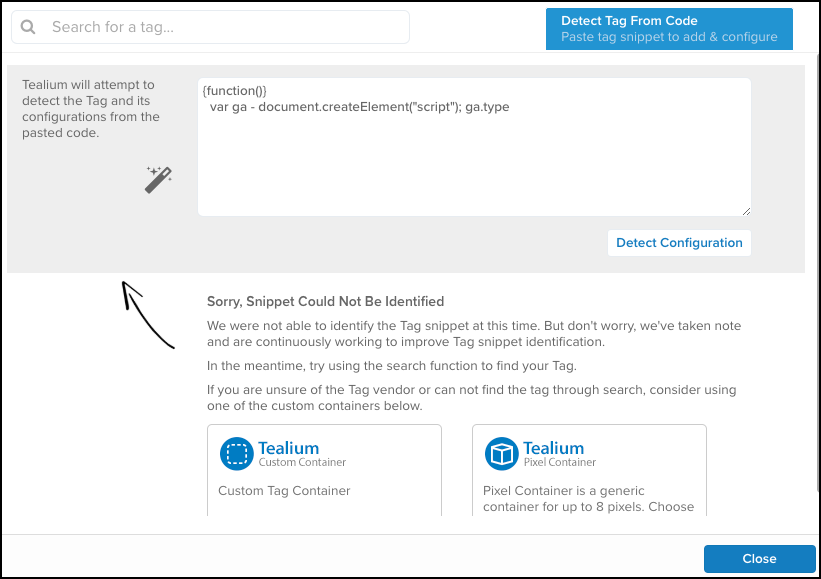 Search for a tag...
Detect Tag From Code
Paste tag snippet to add & configure
Tealium will attempt to
detect the Tag and its
configurations from the
pasted code.
{function()}
var ga - document.createElement("script"); ga.type
Detect Configuration
Sorry, Snippet Could Not Be Identified
We were not able to identify the Tag snippet at this time. But don't worry, we've taken note
and are continuously working to improve Tag snippet identification.
In the meantime, try using the search function to find your Tag.
If you are unsure of the Tag vendor or can not find the tag through search, consider using
one of the custom containers below.
Tealium
Custom Container
Custom Tag Container
Tealium
Pixel Container
Pixel Container is a generic
container for up to 8 pixels. Choose
Close